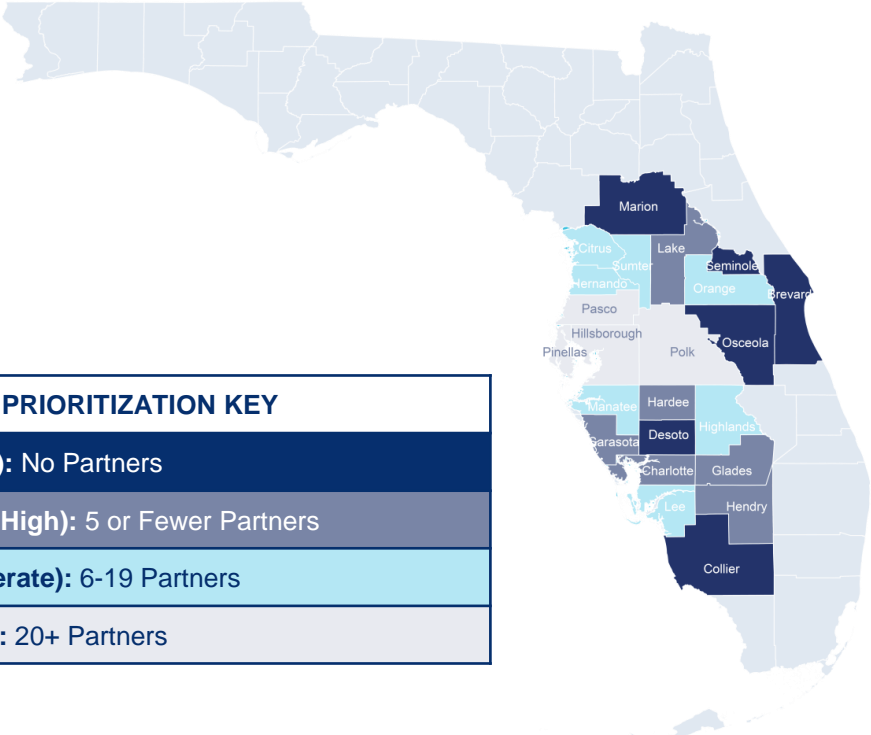 Marion
Citrus
Lake
Sumter
Seminole
Hernando
Orange
Brevard
Pasco
Hillsborough
Osceola
Pinellas
Polk
PRIORITIZATION KEY
Manatee
Hardee
Highlands
Sarasota
Desoto
): No Partners
Charlotte
Glades
High): 5 or Fewer Partners
Lee
Hendry
Collier
erate): 6-19 Partners
: 20+ Partners